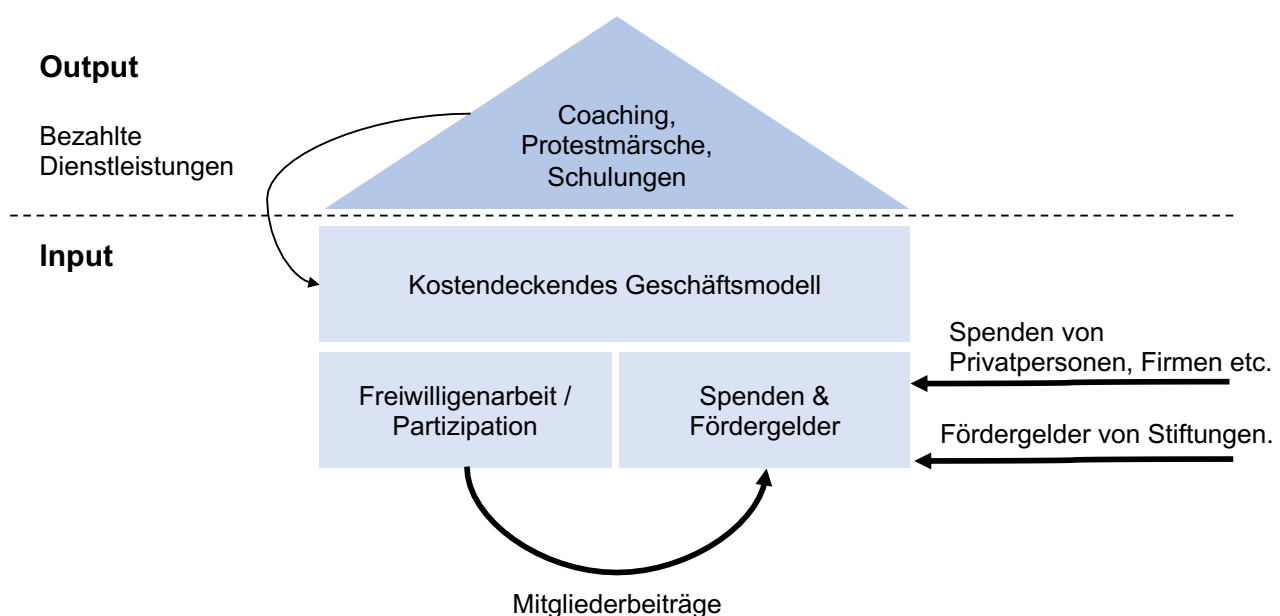 Output
Bezahlte
Dienstleistungen
Coaching,
Protestmärsche,
Schulungen
Input
Kostendeckendes Geschäftsmodell
Freiwilligenarbeit /
Partizipation
Spenden &
Fördergelder
Spenden von
Privatpersonen, Firmen etc.
Fördergelder von Stiftungen.
Mitgliederbeiträge